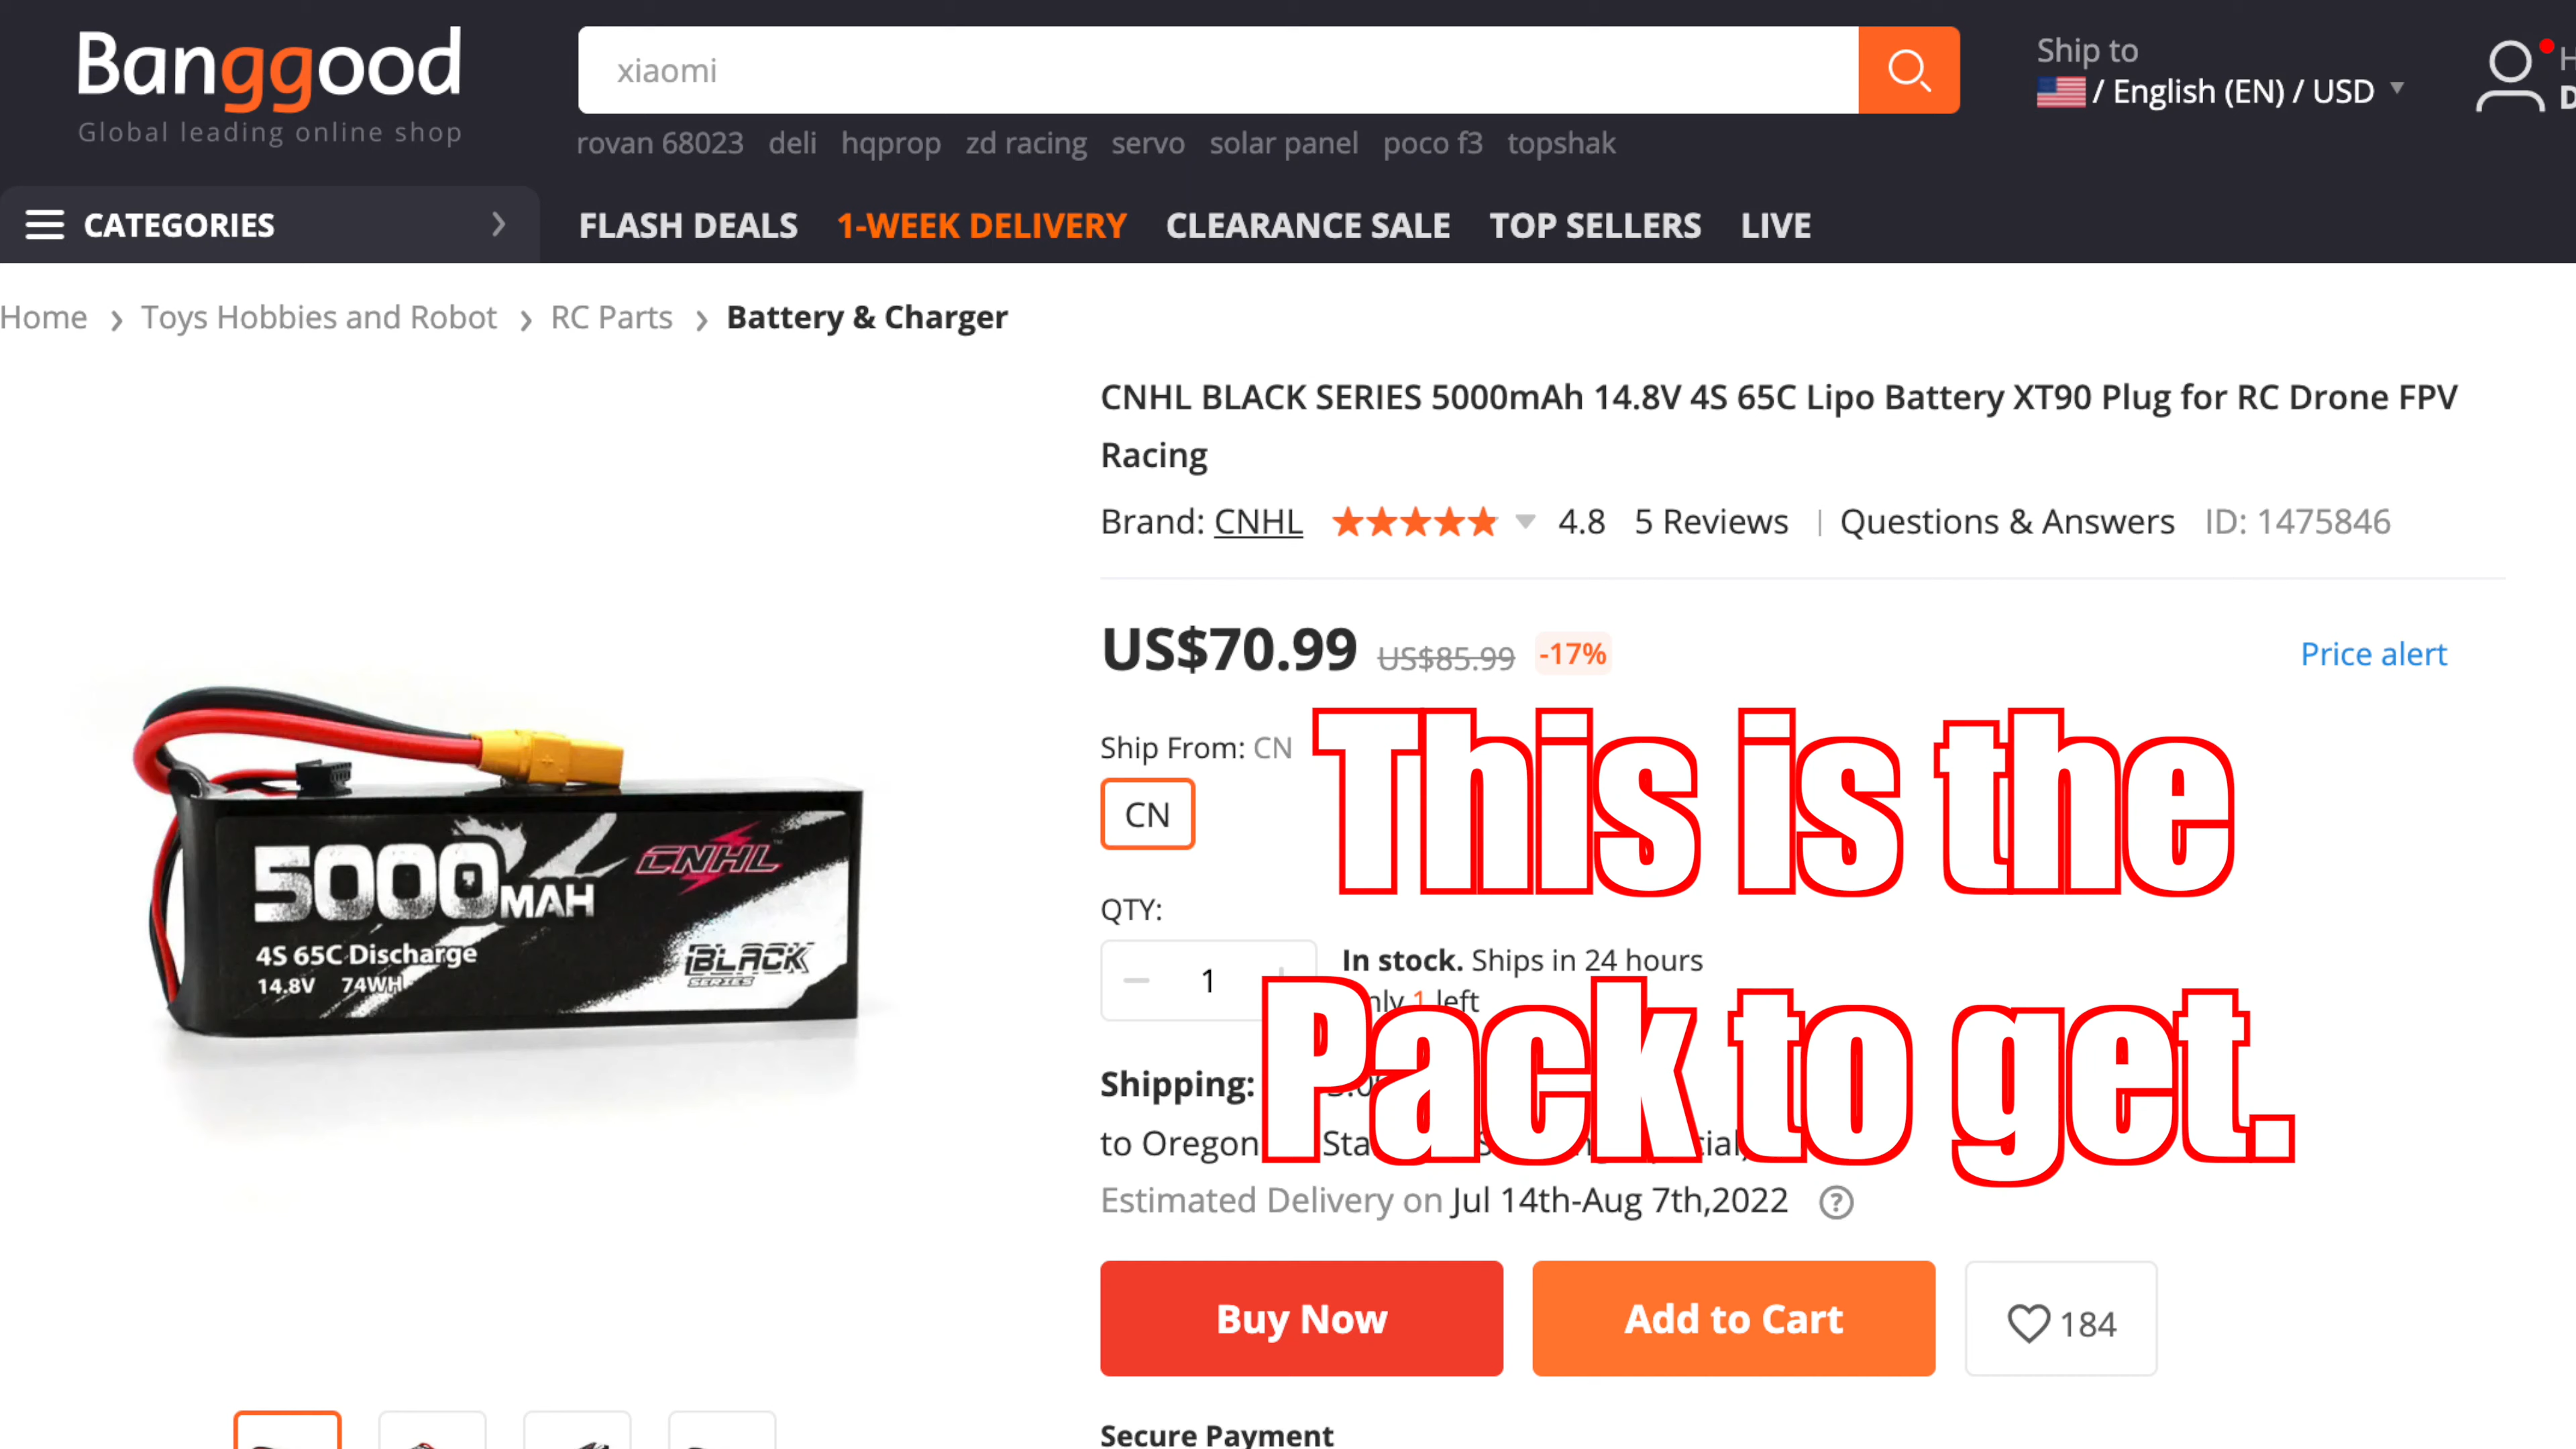 Banggood
Global leading online shop
xiaomi
rovan 68023 deli hqprop zd racing servo solar panel poco f3 topshak
Ship to
/ English (EN) / USD
CATEGORIES
FLASH DEALS 1-WEEK DELIVERY CLEARANCE SALE TOP SELLERS LIVE
Home > Toys Hobbies and Robot > RC Parts > Battery & Charger
CNHL BLACK SERIES 5000mAh 14.8V 4S 65C Lipo Battery XT90 Plug for RC Drone FPV
Racing
Brand: CNHL 4.8 5 Reviews | Questions & Answers ID: 1475846
US$70.99 US$85.99 -17%
Price alert
Ship From: CN
CN
This is the
Pack to get.
QTY:
1
In stock. Ships in 24 hours
1 left
Shipping:
to Oregon
Estimated Delivery on Jul 14th-Aug 7th,2022 ?
Buy Now
Add to Cart
184
Secure Payment
5000MAH
CNHL
4S 65C Discharge
14.8V 74WH
BLACK
SERIES